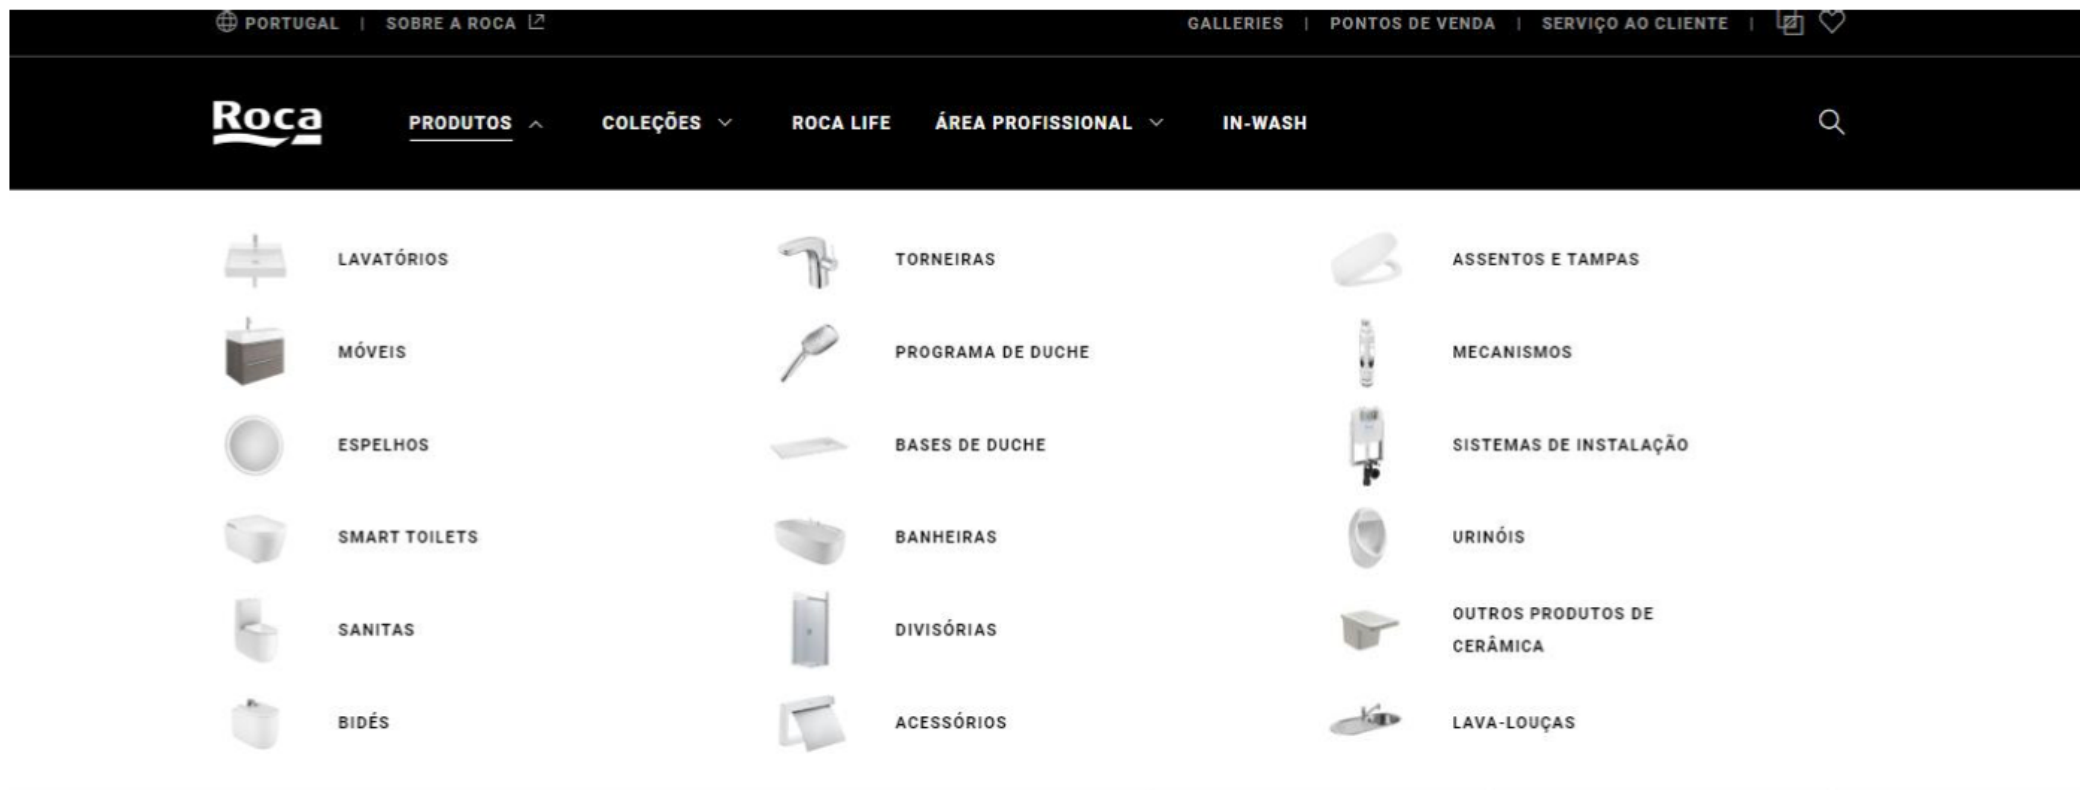 PORTUGAL | SOBRE A ROCA
GALLERIES | PONTOS DE VENDA | SERVIÇO AO CLIENTE |
Roca
PRODUTOS
COLEÇÕES
ROCA LIFE
ÁREA PROFISSIONAL
IN-WASH
LAVATÓRIOS
MÓVEIS
ESPELHOS
SMART TOILETS
SANITAS
BIDÉS
TORNEIRAS
PROGRAMA DE DUCHE
BASES DE DUCHE
BANHEIRAS
DIVISÓRIAS
ACESSÓRIOS
ASSENTOS E TAMPAS
MECANISMOS
SISTEMAS DE INSTALAÇÃO
URINÓIS
OUTROS PRODUTOS DE
CERÂMICA
LAVA-LOUÇAS